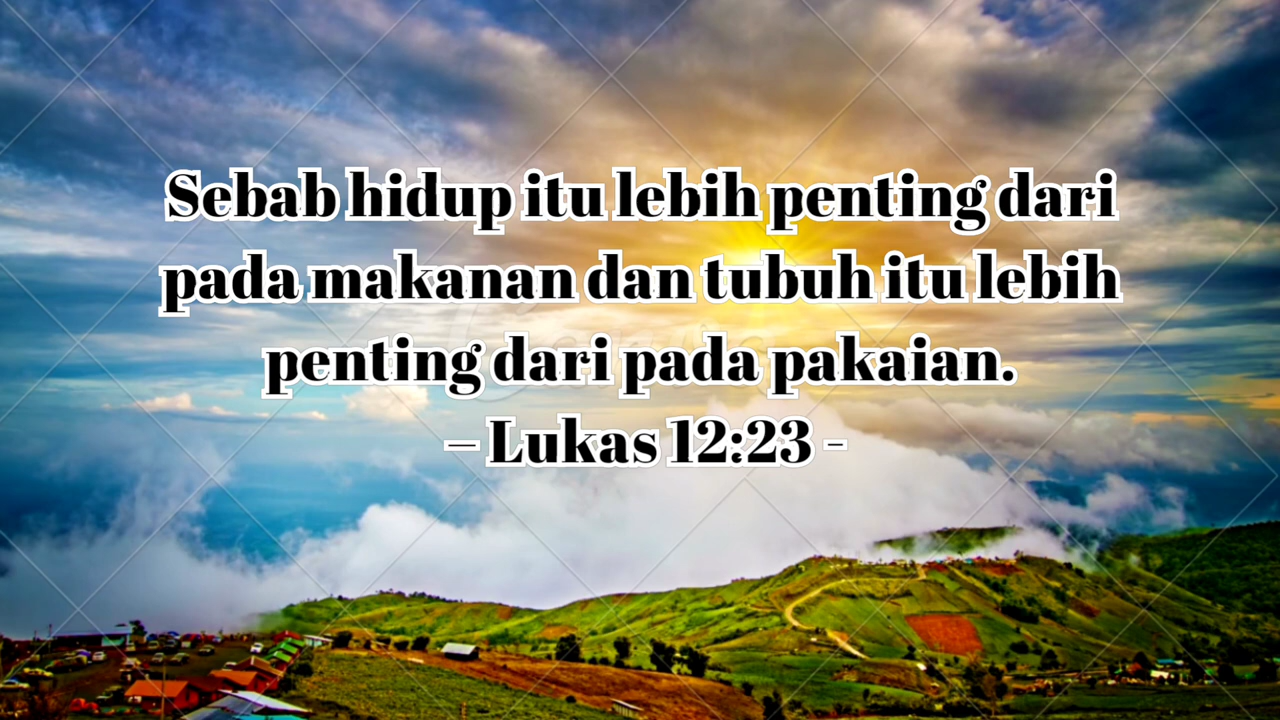 Sebab hidup itu lebih penting dari
pada makanan dan tubuh itu lebih
penting dari pada pakaian.
– Lukas 12:23 -